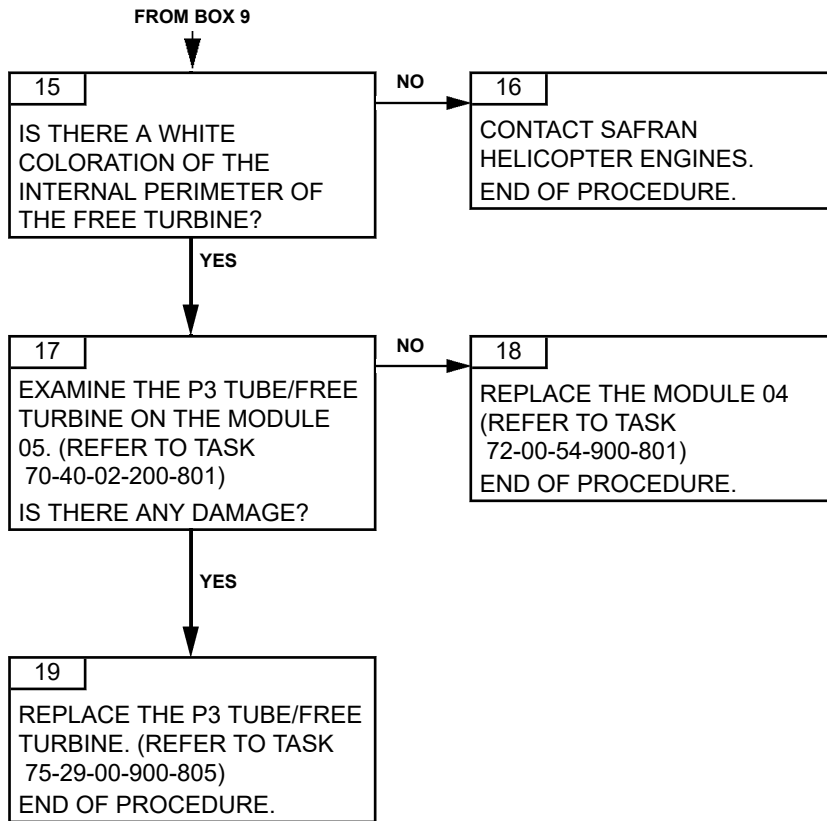 FROM BOX 9
15
IS THERE A WHITE
COLORATION OF THE
INTERNAL PERIMETER OF
THE FREE TURBINE?
NO
16
CONTACT SAFRAN
HELICOPTER ENGINES.
END OF PROCEDURE.
YES
17
EXAMINE THE P3 TUBE/FREE
TURBINE ON THE MODULE
05. (REFER TO TASK
70-40-02-200-801)
IS THERE ANY DAMAGE?
NO
18
REPLACE THE MODULE 04
(REFER TO TASK
72-00-54-900-801)
END OF PROCEDURE.
YES
19
REPLACE THE P3 TUBE/FREE
TURBINE. (REFER TO TASK
75-29-00-900-805)
END OF PROCEDURE.